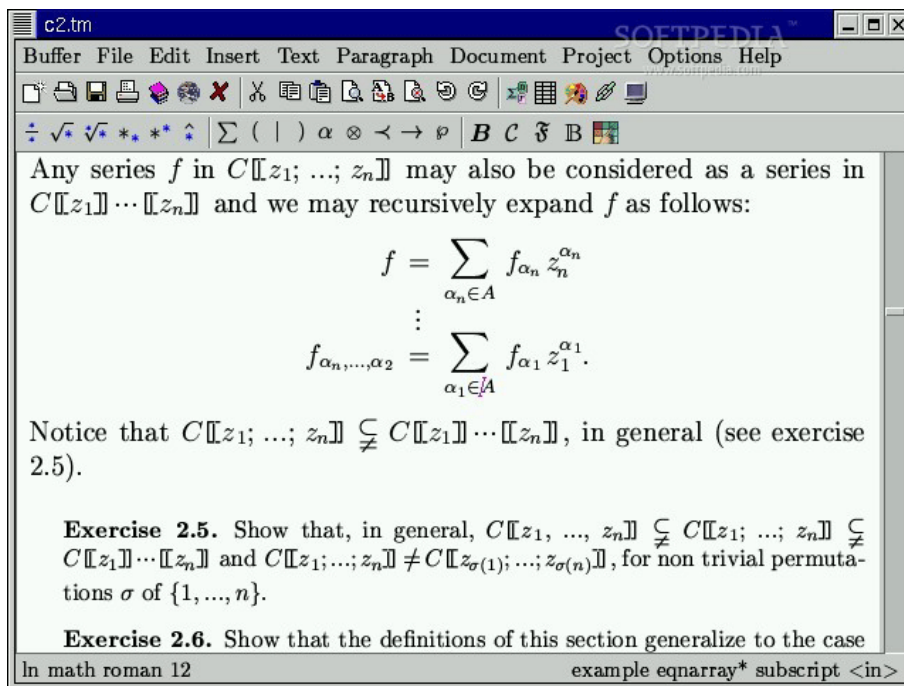 c2.tm
SOFTPEDIA™
www.softpedia.com
Buffer File Edit Insert Text Paragraph Document Project Options Help
÷ √* ∜* *⁎ ** *̂ ∑ ( | ) α ⊗ ≺ → ℘ B C 𝔉 𝔹
Any series f in C⟦z₁; ...; zₙ⟧ may also be considered as a series in
C⟦z₁⟧ ⋯ ⟦zₙ⟧ and we may recursively expand f as follows:
f = ∑_{αₙ∈A} f_{αₙ} zₙ^{αₙ}
⋮
f_{αₙ,...,α₂} = ∑_{α₁∈A} f_{α₁} z₁^{α₁}.
Notice that C⟦z₁; ...; zₙ⟧ ⊊ C⟦z₁⟧ ⋯ ⟦zₙ⟧, in general (see exercise
2.5).
Exercise 2.5. Show that, in general, C⟦z₁, ..., zₙ⟧ ⊊ C⟦z₁; ...; zₙ⟧ ⊊
C⟦z₁⟧ ⋯ ⟦zₙ⟧ and C⟦z₁; ...; zₙ⟧ ≠ C⟦z_{σ(1)}; ...; z_{σ(n)}⟧, for non trivial permuta-
tions σ of {1, ..., n}.
Exercise 2.6. Show that the definitions of this section generalize to the case
ln math roman 12 example eqnarray* subscript <in>